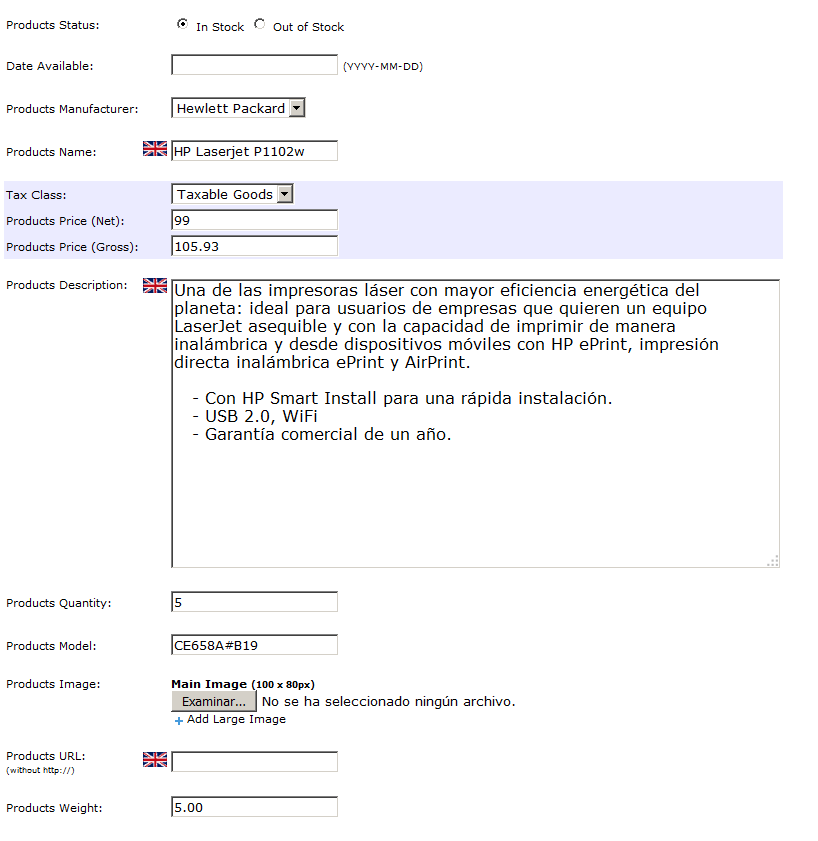 Products Status: In Stock Out of Stock
Date Available: (YYYY-MM-DD)
Products Manufacturer: Hewlett Packard
Products Name: HP Laserjet P1102w
Tax Class: Taxable Goods
Products Price (Net): 99
Products Price (Gross): 105.93
Products Description: Una de las impresoras láser con mayor eficiencia energética del
planeta: ideal para usuarios de empresas que quieren un equipo
LaserJet asequible y con la capacidad de imprimir de manera
inalámbrica y desde dispositivos móviles con HP ePrint, impresión
directa inalámbrica ePrint y AirPrint.
- Con HP Smart Install para una rápida instalación.
- USB 2.0, WiFi
- Garantía comercial de un año.
Products Quantity: 5
Products Model: CE658A#B19
Products Image: Main Image (100 x 80px)
Examinar... No se ha seleccionado ningún archivo.
+ Add Large Image
Products URL:
(without http://)
Products Weight: 5.00